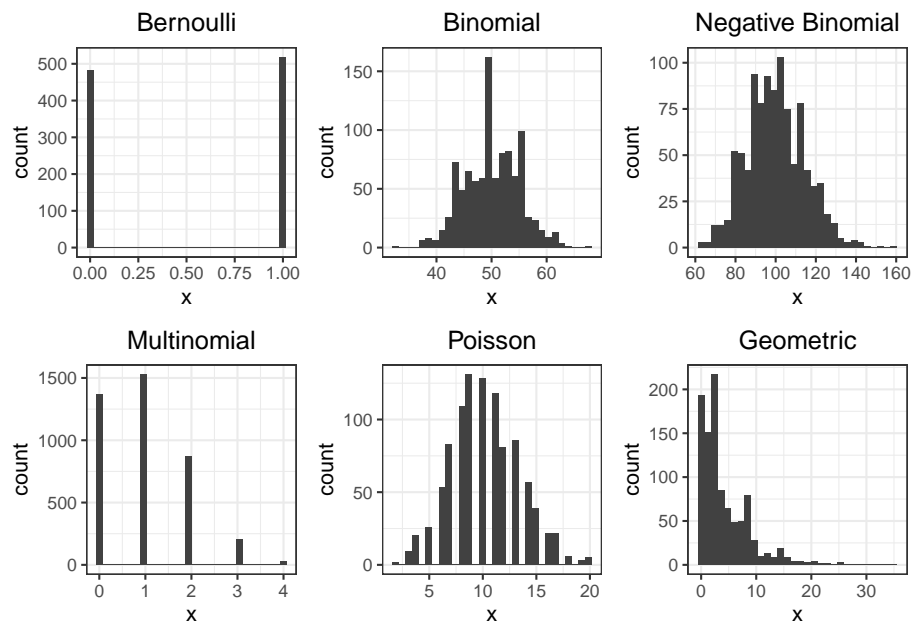 Bernoulli
500
400
300
200
100
0
count
0.00 0.25 0.50 0.75 1.00
x
Binomial
150
100
50
0
count
40 50 60
x
Negative Binomial
100
75
50
25
0
count
60 80 100 120 140 160
x
Multinomial
1500
1000
500
0
count
0 1 2 3 4
x
Poisson
100
50
0
count
5 10 15 20
x
Geometric
200
150
100
50
0
count
0 10 20 30
x